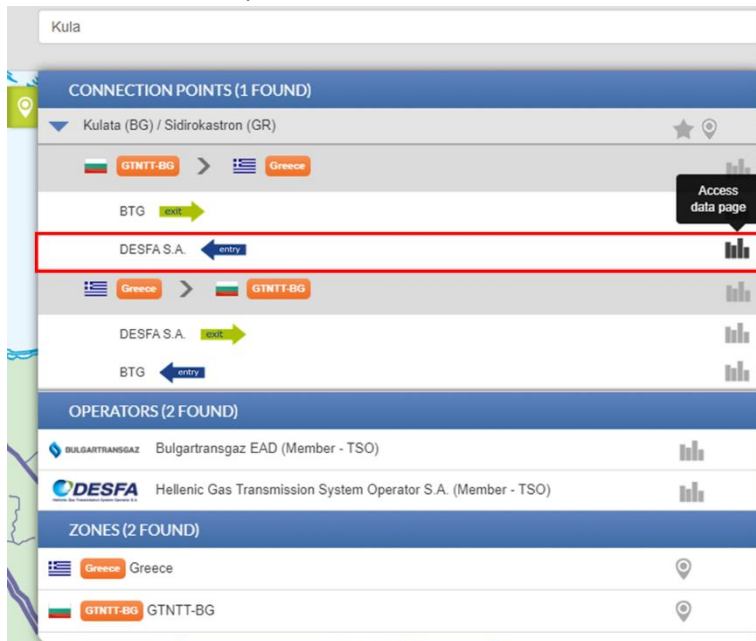 Kula
CONNECTION POINTS (1 FOUND)
Kulata (BG) / Sidirokastron (GR)
GTNTT-BG > Greece
Access
data page
BTG exit
DESFA S.A. entry
Greece > GTNTT-BG
DESFA S.A. exit
BTG entry
OPERATORS (2 FOUND)
BULGARTRANSGAZ Bulgartransgaz EAD (Member - TSO)
DESFA Hellenic Gas Transmission System Operator S.A. (Member - TSO)
ZONES (2 FOUND)
Greece Greece
GTNTT-BG GTNTT-BG